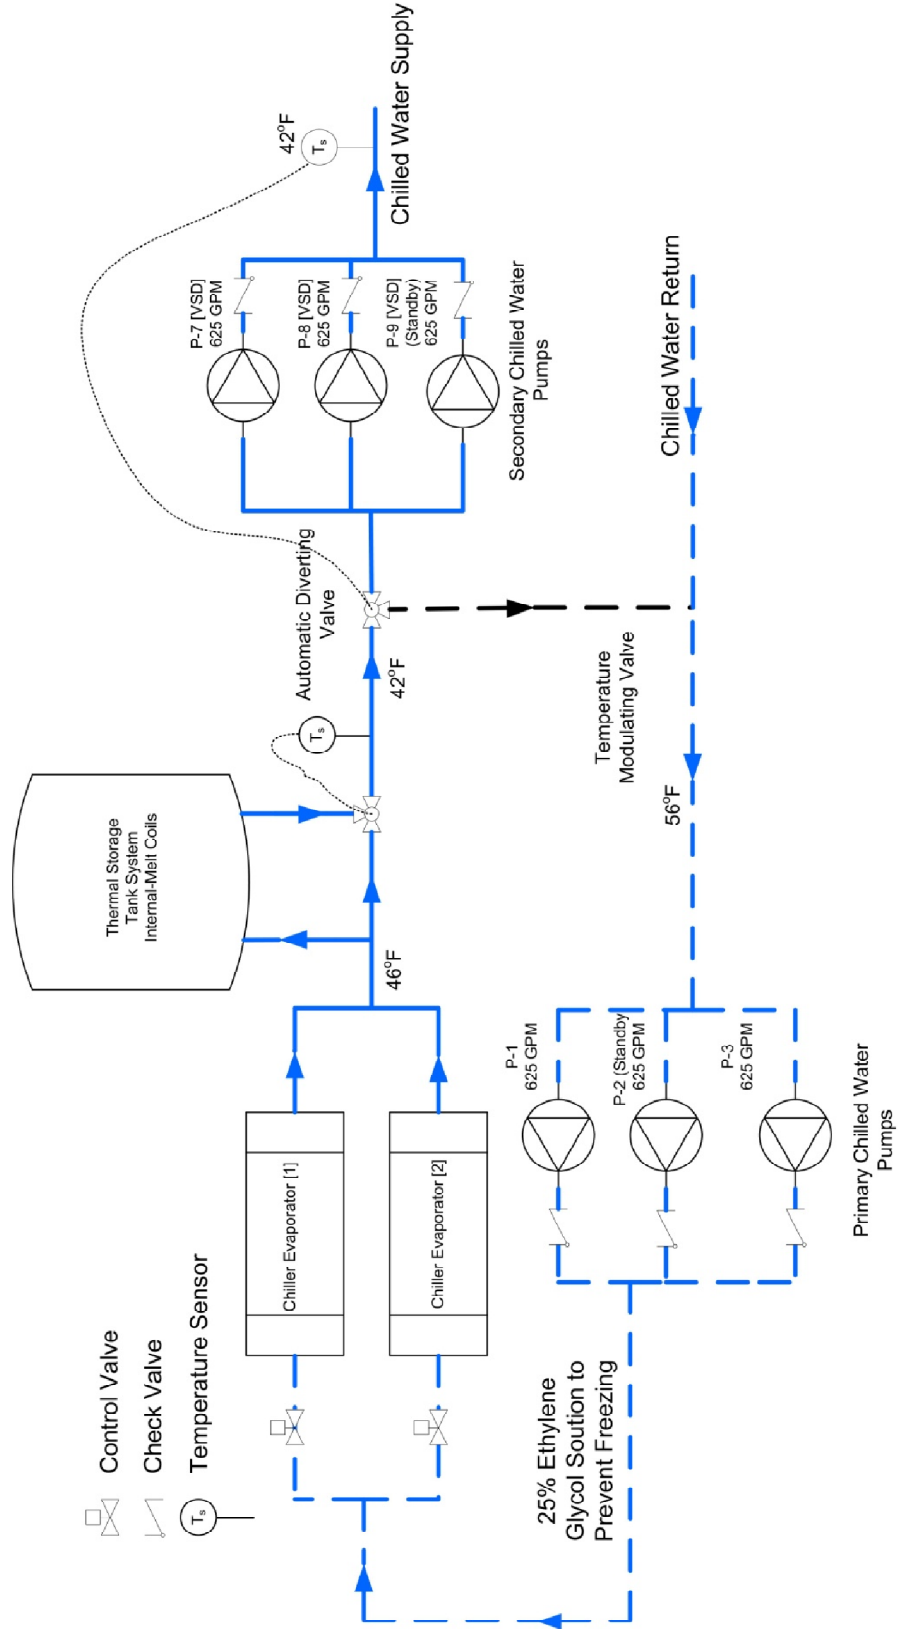 Control Valve
Check Valve
Ts
Temperature Sensor
Thermal Storage
Tank System
Internal-Melt Coils
Chiller Evaporator [1]
Chiller Evaporator [2]
46°F
Ts
Automatic Diverting
Valve
42°F
P-7 [VSD]
625 GPM
P-8 [VSD]
625 GPM
P-9 [VSD]
(Standby)
625 GPM
Secondary Chilled Water
Pumps
42°F
Ts
Chilled Water Supply
25% Ethylene
Glycol Soution to
Prevent Freezing
P-1
625 GPM
P-2 (Standby
625 GPM
P-3
625 GPM
Primary Chilled Water
Pumps
56°F
Temperature
Modulating Valve
Chilled Water Return